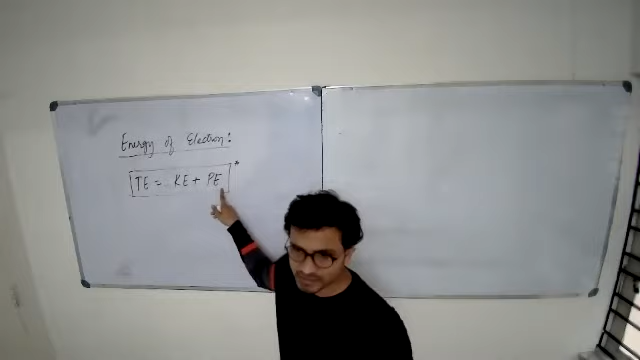 Energy of Electron:
TE = KE + PE *